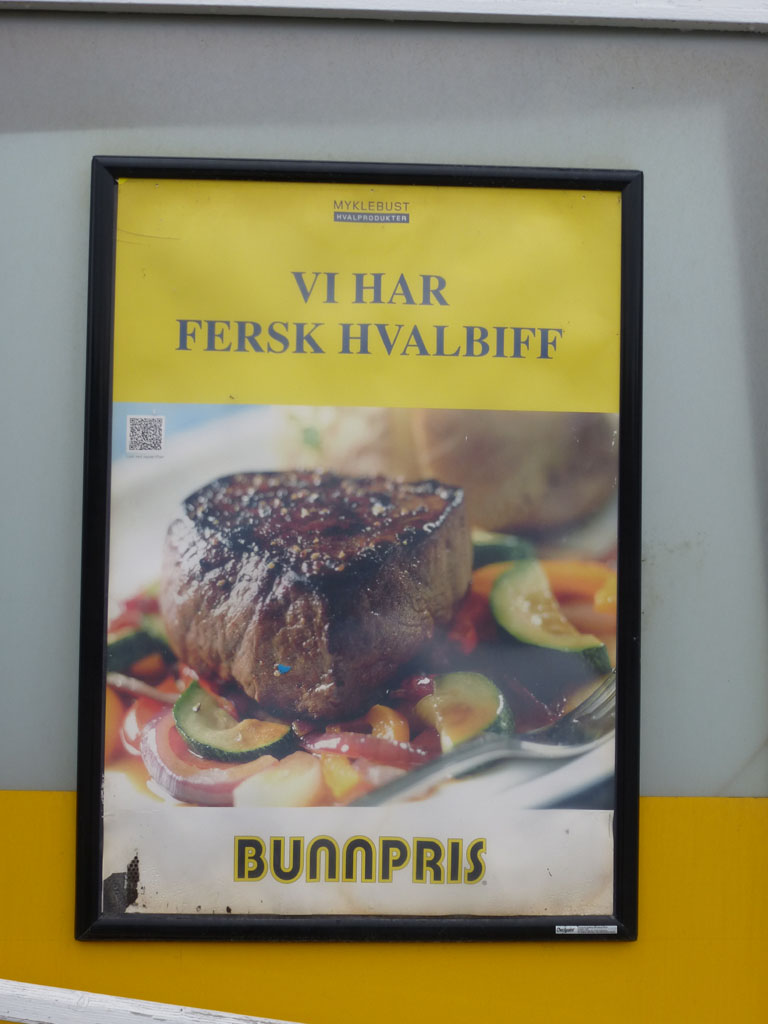 MYKLEBUST
HVALPRODUKTER
VI HAR
FERSK HVALBIFF
BUNNPRIS